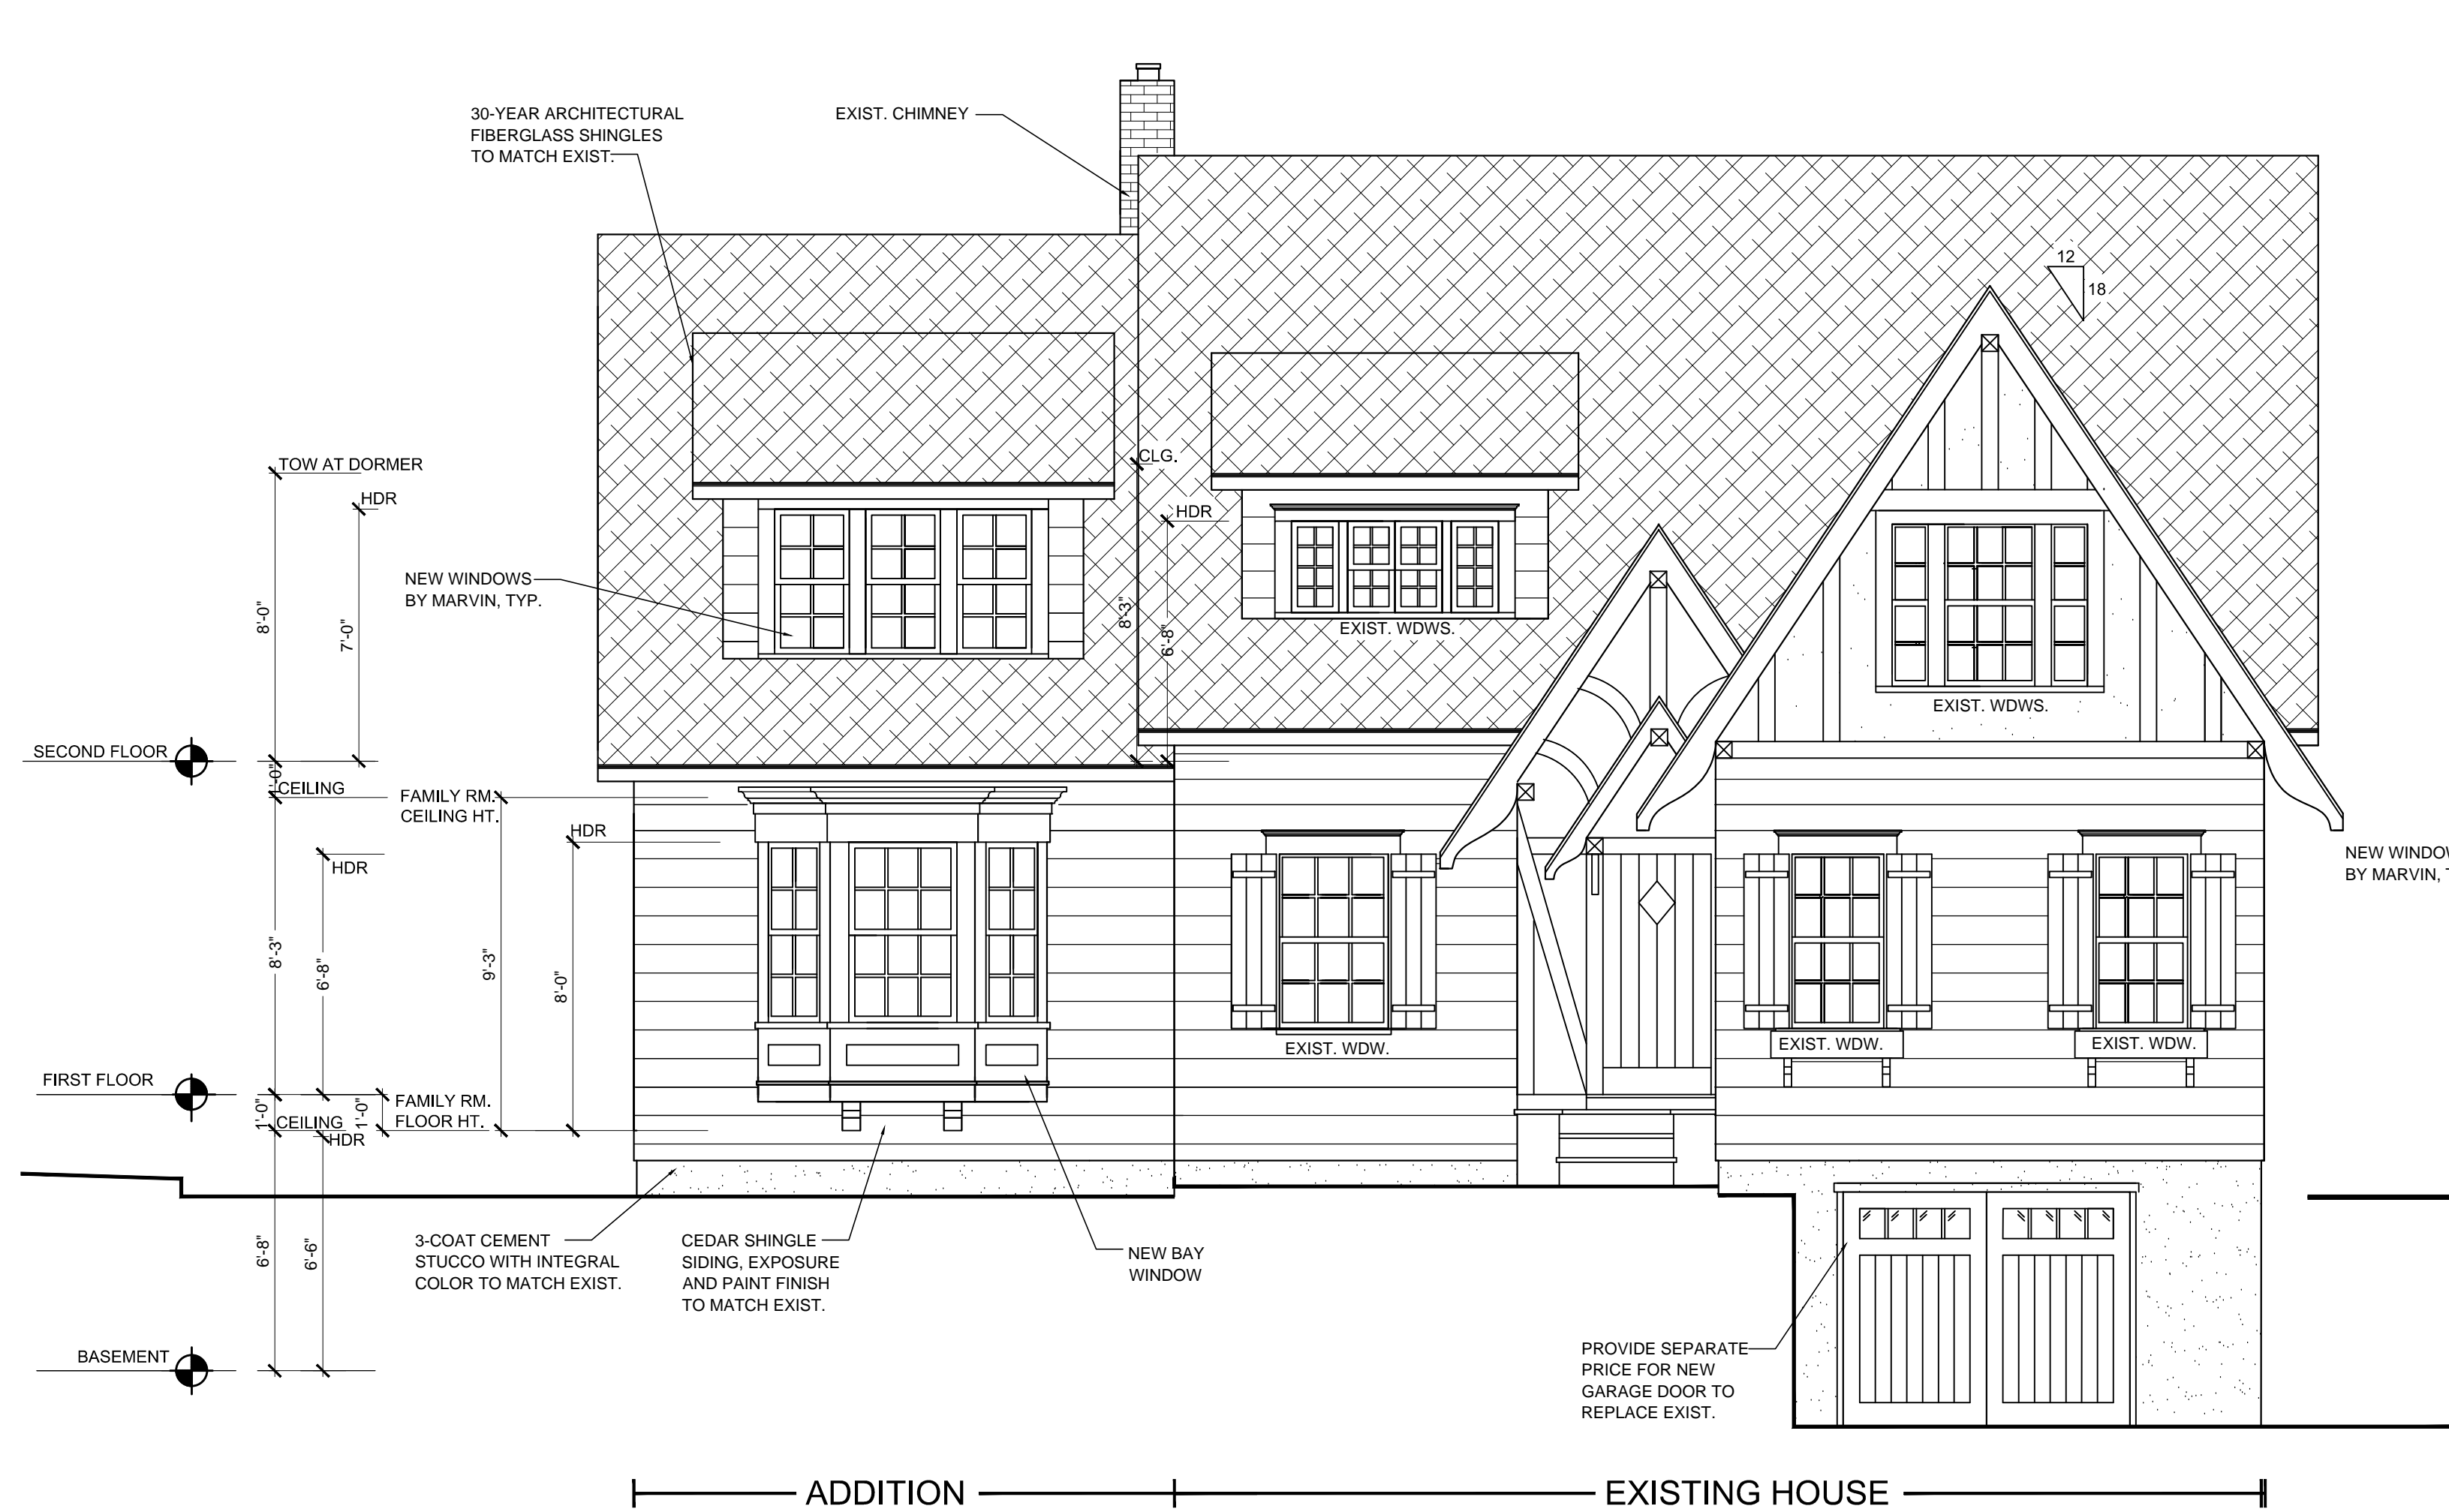 30-YEAR ARCHITECTURAL
FIBERGLASS SHINGLES
TO MATCH EXIST.
EXIST. CHIMNEY
12
18
TOW AT DORMER
HDR
CLG.
HDR
NEW WINDOWS
BY MARVIN, TYP.
8'-0"
7'-0"
8'-3"
6'-8"
EXIST. WDWS.
EXIST. WDWS.
SECOND FLOOR
1'-0"
CEILING
FAMILY RM.
CEILING HT.
HDR
HDR
NEW WINDOW
BY MARVIN, T
8'-3"
6'-8"
9'-3"
8'-0"
EXIST. WDW.
EXIST. WDW.
EXIST. WDW.
FIRST FLOOR
1'-0"
CEILING
HDR
1'-0"
FAMILY RM.
FLOOR HT.
6'-8"
6'-6"
3-COAT CEMENT
STUCCO WITH INTEGRAL
COLOR TO MATCH EXIST.
CEDAR SHINGLE
SIDING, EXPOSURE
AND PAINT FINISH
TO MATCH EXIST.
NEW BAY
WINDOW
BASEMENT
PROVIDE SEPARATE
PRICE FOR NEW
GARAGE DOOR TO
REPLACE EXIST.
ADDITION
EXISTING HOUSE